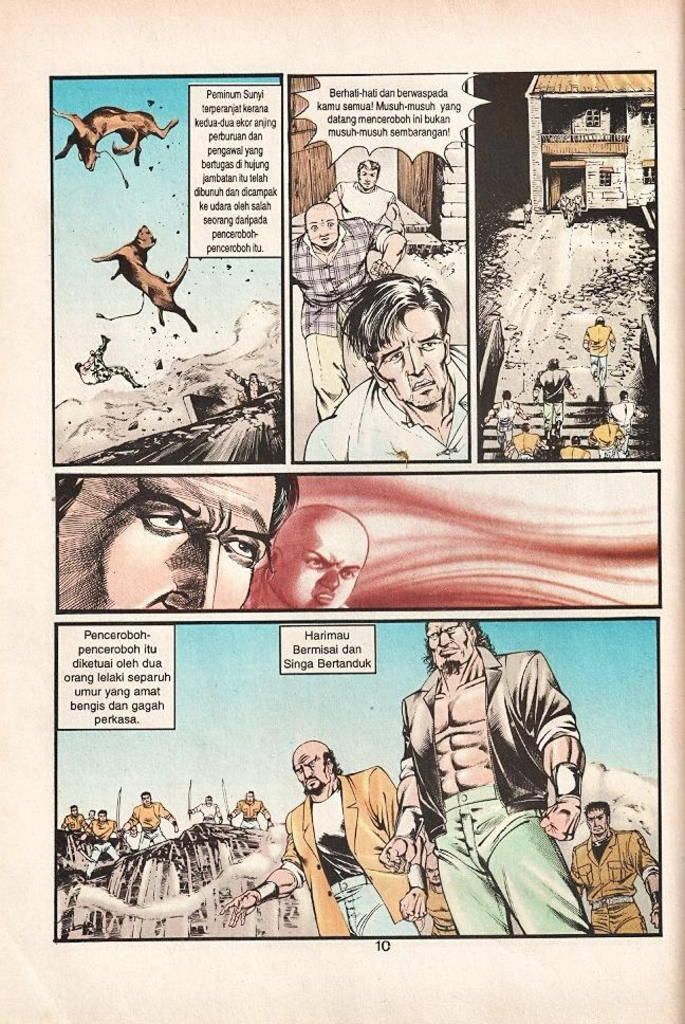 Peminum Sunyi
terperanjat kerana
kedua-dua ekor anjing
perburuan dan
pengawal yang
bertugas di hujung
jambatan itu telah
dibunuh dan dicampak
ke udara oleh salah
seorang daripada
penceroboh-
penceroboh itu.
Berhati-hati dan berwaspada
kamu semua! Musuh-musuh yang
datang menceroboh ini bukan
musuh-musuh sembarangan!
Penceroboh-
penceroboh itu
diketuai oleh dua
orang lelaki separuh
umur yang amat
bengis dan gagah
perkasa.
Harimau
Bermisai dan
Singa Bertanduk
10